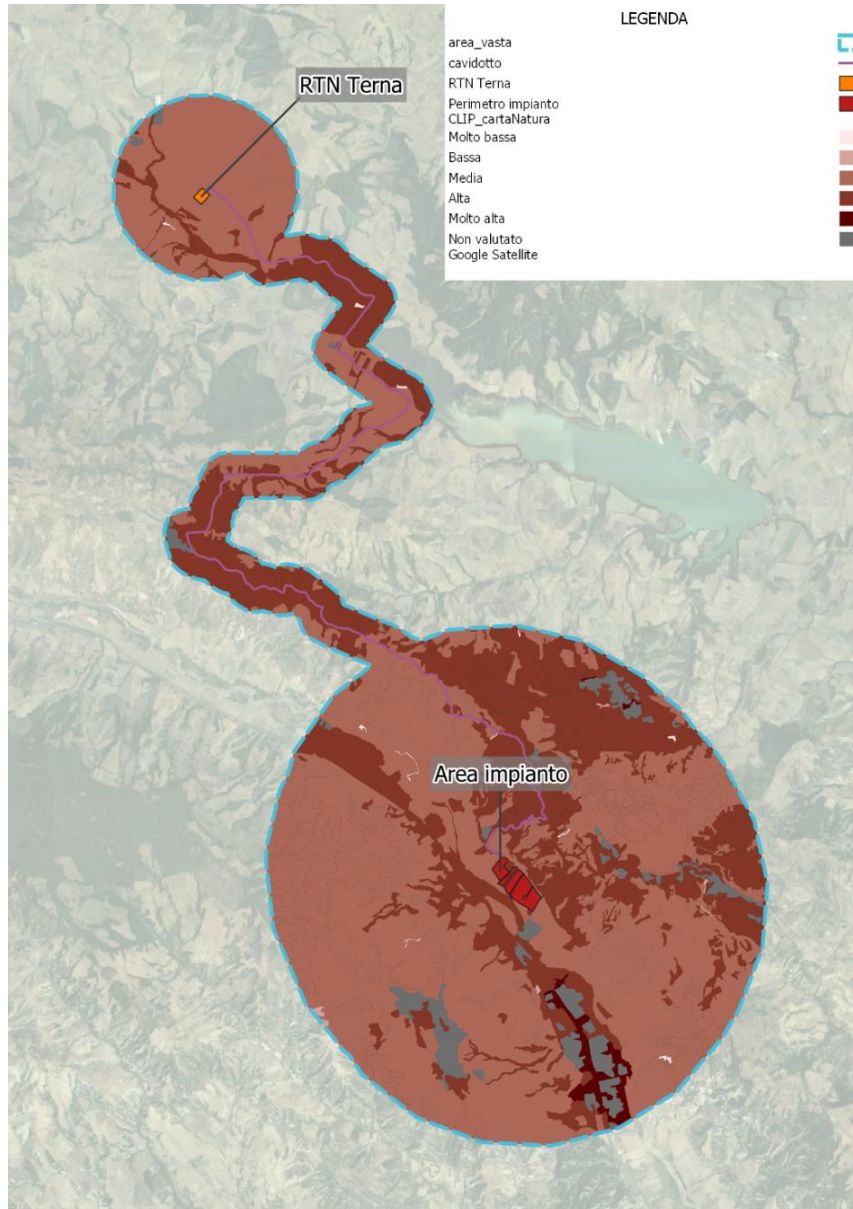 LEGENDA
area_vasta
cavidotto
RTN Terna
Perimetro impianto
CLIP_cartaNatura
Molto bassa
Bassa
Media
Alta
Molto alta
Non valutato
Google Satellite
RTN Terna
Area impianto